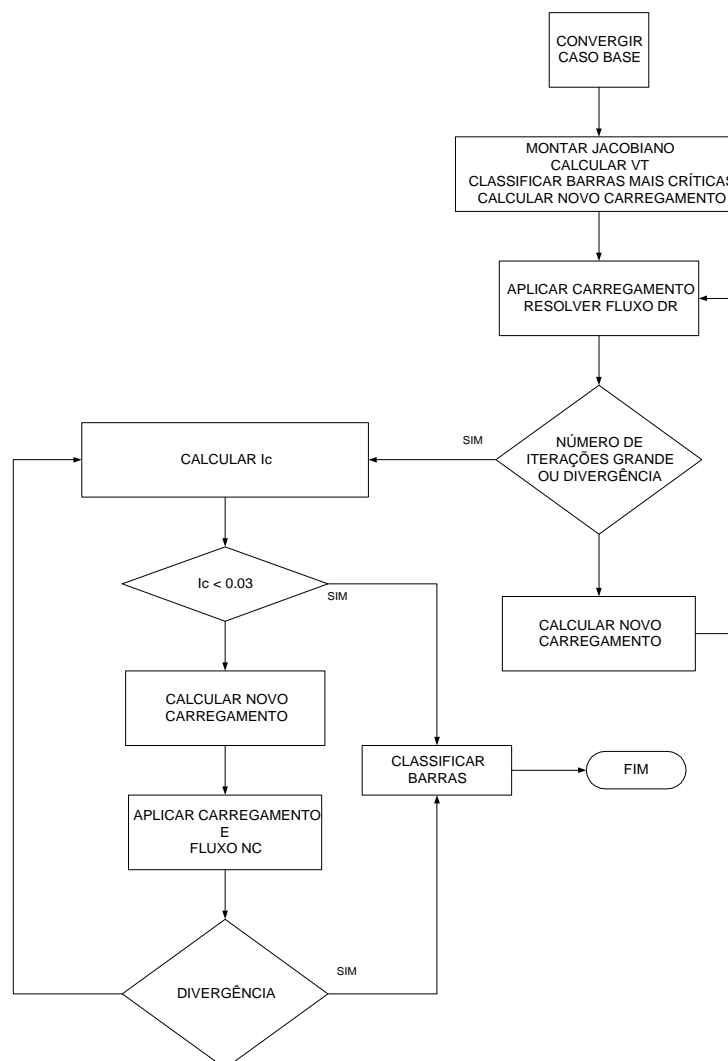 CONVERGIR
CASO BASE
MONTAR JACOBIANO
CALCULAR VT
CLASSIFICAR BARRAS MAIS CRÍTICAS
CALCULAR NOVO CARREGAMENTO
APLICAR CARREGAMENTO
RESOLVER FLUXO DR
NÚMERO DE
ITERAÇÕES GRANDE
OU DIVERGÊNCIA
SIM
CALCULAR Ic
Ic < 0.03
SIM
CALCULAR NOVO
CARREGAMENTO
CALCULAR NOVO
CARREGAMENTO
CLASSIFICAR
BARRAS
FIM
APLICAR CARREGAMENTO
E
FLUXO NC
DIVERGÊNCIA
SIM